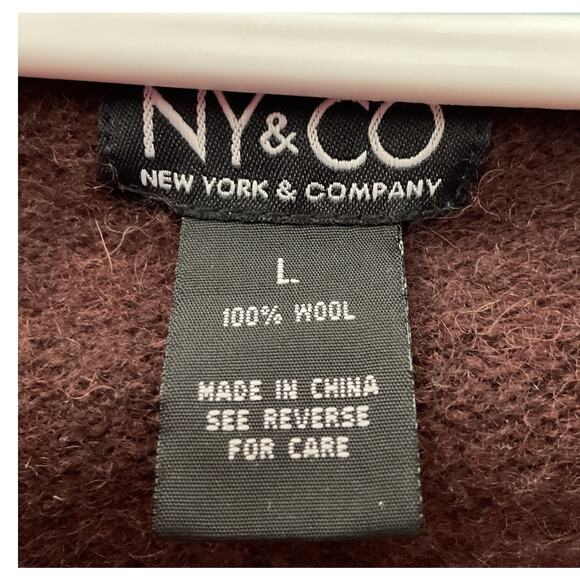 NY&CO
NEW YORK & COMPANY
L
100% WOOL
MADE IN CHINA
SEE REVERSE
FOR CARE